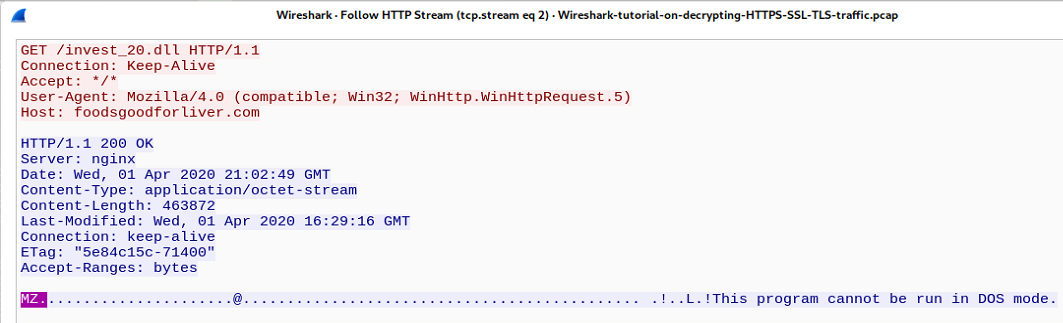 Wireshark · Follow HTTP Stream (tcp.stream eq 2) · Wireshark-tutorial-on-decrypting-HTTPS-SSL-TLS-traffic.pcap
GET /invest_20.dll HTTP/1.1
Connection: Keep-Alive
Accept: */*
User-Agent: Mozilla/4.0 (compatible; Win32; WinHttp.WinHttpRequest.5)
Host: foodsgoodforliver.com
HTTP/1.1 200 OK
Server: nginx
Date: Wed, 01 Apr 2020 21:02:49 GMT
Content-Type: application/octet-stream
Content-Length: 463872
Last-Modified: Wed, 01 Apr 2020 16:29:16 GMT
Connection: keep-alive
ETag: "5e84c15c-71400"
Accept-Ranges: bytes
MZ......................@............................................. .!..L.!This program cannot be run in DOS mode.